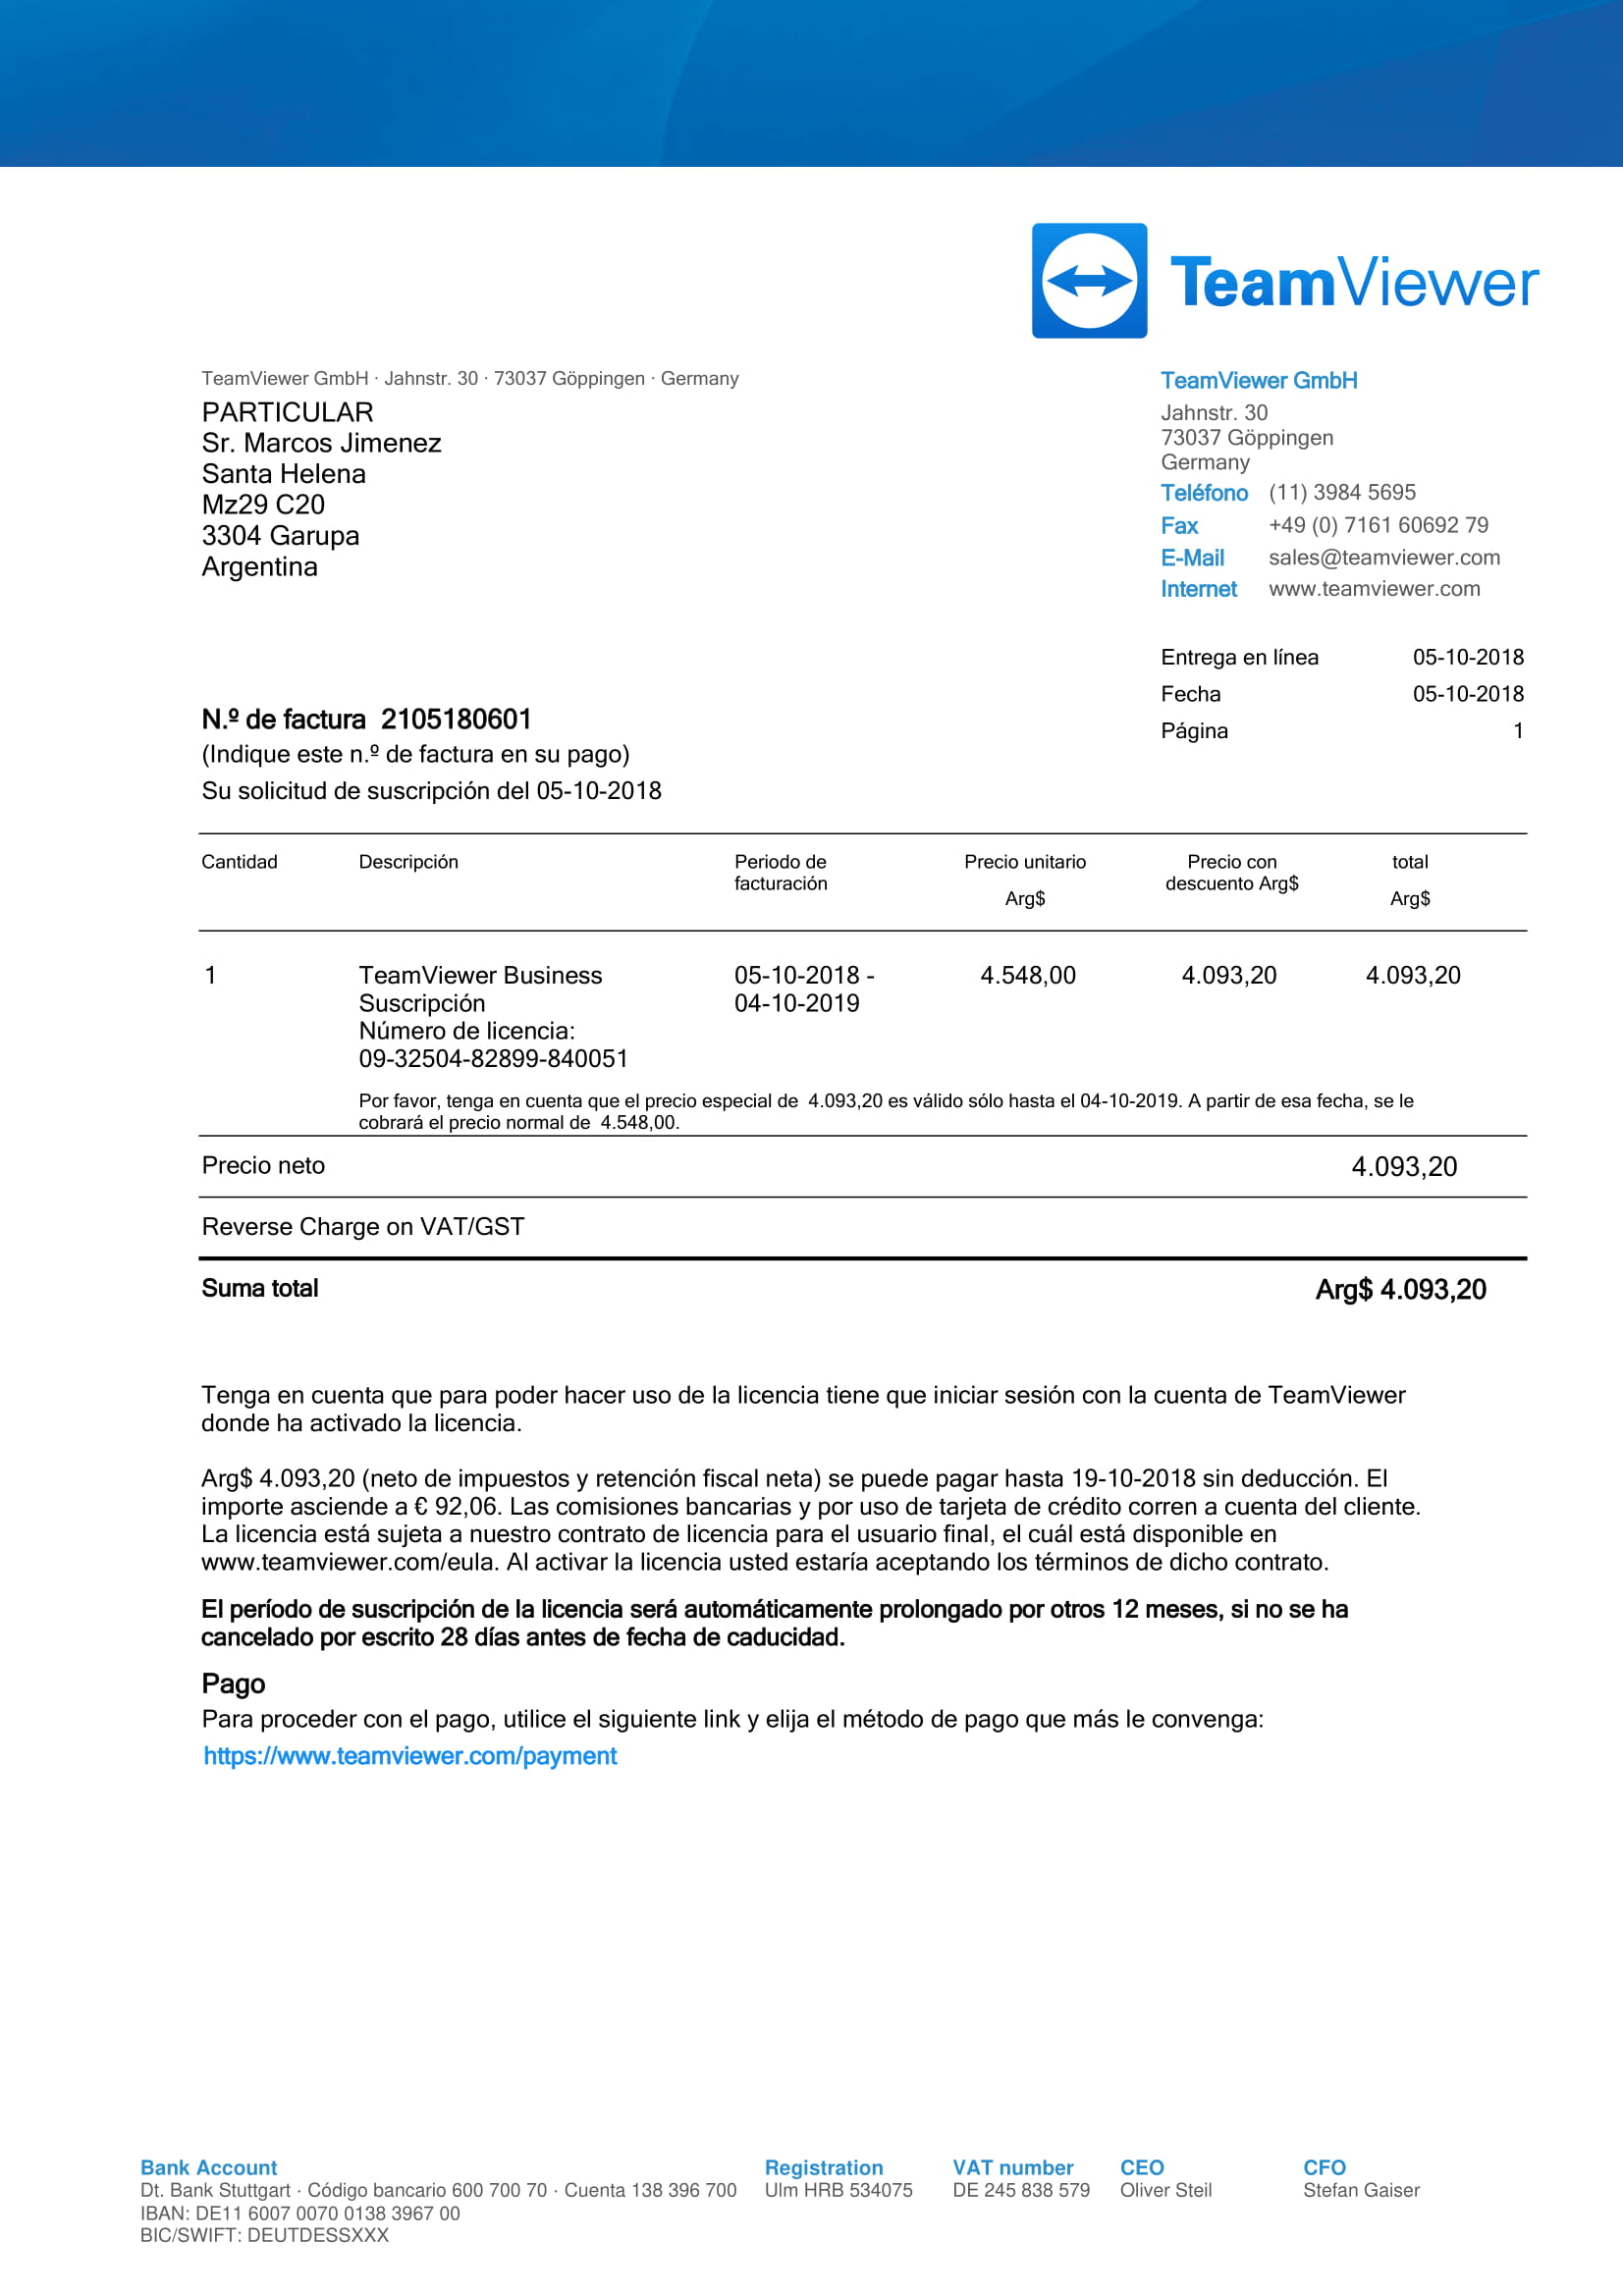 TeamViewer
TeamViewer GmbH · Jahnstr. 30 · 73037 Göppingen · Germany
PARTICULAR
Sr. Marcos Jimenez
Santa Helena
Mz29 C20
3304 Garupa
Argentina
TeamViewer GmbH
Jahnstr. 30
73037 Göppingen
Germany
Teléfono (11) 3984 5695
Fax +49 (0) 7161 60692 79
E-Mail sales@teamviewer.com
Internet www.teamviewer.com
Entrega en línea 05-10-2018
Fecha 05-10-2018
Página 1
N.º de factura 2105180601
(Indique este n.º de factura en su pago)
Su solicitud de suscripción del 05-10-2018
Cantidad Descripción Periodo de Precio unitario Precio con total
facturación descuento Arg$
Arg$ Arg$
1 TeamViewer Business 05-10-2018 - 4.548,00 4.093,20 4.093,20
Suscripción 04-10-2019
Número de licencia:
09-32504-82899-840051
Por favor, tenga en cuenta que el precio especial de 4.093,20 es válido sólo hasta el 04-10-2019. A partir de esa fecha, se le
cobrará el precio normal de 4.548,00.
Precio neto 4.093,20
Reverse Charge on VAT/GST
Suma total Arg$ 4.093,20
Tenga en cuenta que para poder hacer uso de la licencia tiene que iniciar sesión con la cuenta de TeamViewer
donde ha activado la licencia.
Arg$ 4.093,20 (neto de impuestos y retención fiscal neta) se puede pagar hasta 19-10-2018 sin deducción. El
importe asciende a € 92,06. Las comisiones bancarias y por uso de tarjeta de crédito corren a cuenta del cliente.
La licencia está sujeta a nuestro contrato de licencia para el usuario final, el cuál está disponible en
www.teamviewer.com/eula. Al activar la licencia usted estaría aceptando los términos de dicho contrato.
El período de suscripción de la licencia será automáticamente prolongado por otros 12 meses, si no se ha
cancelado por escrito 28 días antes de fecha de caducidad.
Pago
Para proceder con el pago, utilice el siguiente link y elija el método de pago que más le convenga:
https://www.teamviewer.com/payment
Bank Account Registration VAT number CEO CFO
Dt. Bank Stuttgart · Código bancario 600 700 70 · Cuenta 138 396 700 Ulm HRB 534075 DE 245 838 579 Oliver Steil Stefan Gaiser
IBAN: DE11 6007 0070 0138 3967 00
BIC/SWIFT: DEUTDESSXXX